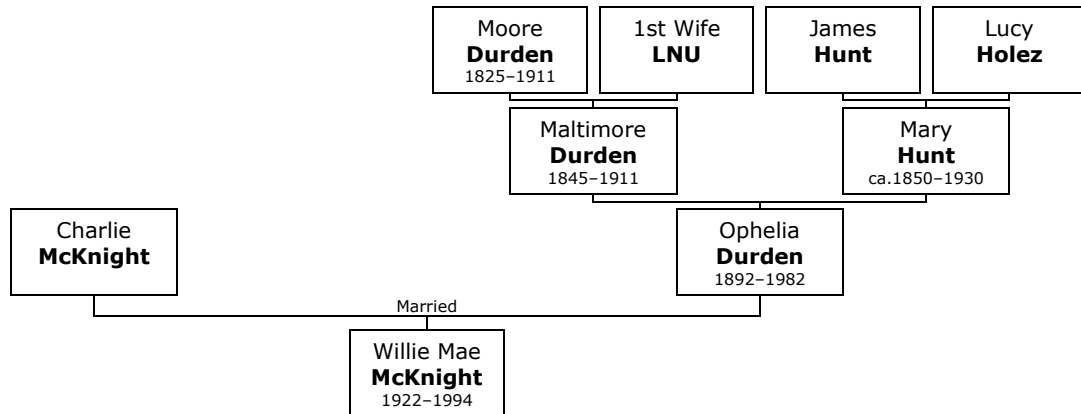 Moore
Durden
1825–1911
1st Wife
LNU
James
Hunt
Lucy
Holez
Maltimore
Durden
1845–1911
Mary
Hunt
ca.1850–1930
Charlie
McKnight
Ophelia
Durden
1892–1982
Married
Willie Mae
McKnight
1922–1994